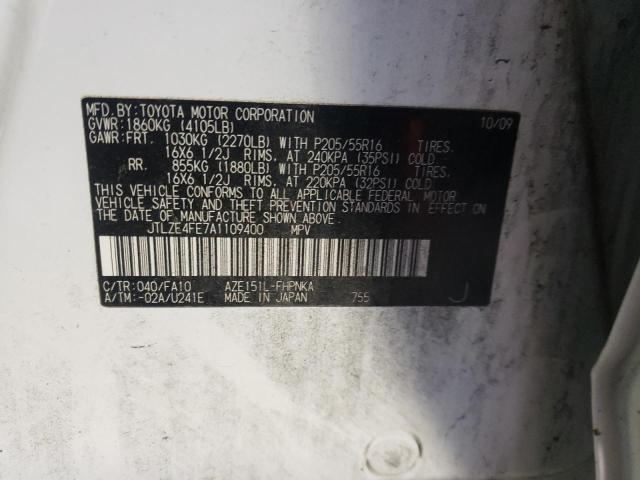 MFD.BY:TOYOTA MOTOR CORPORATION 10/09
GVWR:1860KG (4105LB)
GAWR:FRT. 1030KG (2270LB) WITH P205/55R16 TIRES.
16X6 1/2J RIMS. AT 240KPA (35PSI) COLD.
RR. 855KG (1880LB) WITH P205/55R16 TIRES.
16X6 1/2J RIMS. AT 220KPA (32PSI) COLD
THIS VEHICLE CONFORMS TO ALL APPLICABLE FEDERAL MOTOR
VEHICLE SAFETY AND THEFT PREVENTION STANDARDS IN EFFECT ON
THE DATE OF MANUFACTURE SHOWN ABOVE.
JTLZE4FE7A1109400 MPV
C/TR:040/FA10 AZE151L-FHPNKA
A/TM:-02A/U241E MADE IN JAPAN 755 J